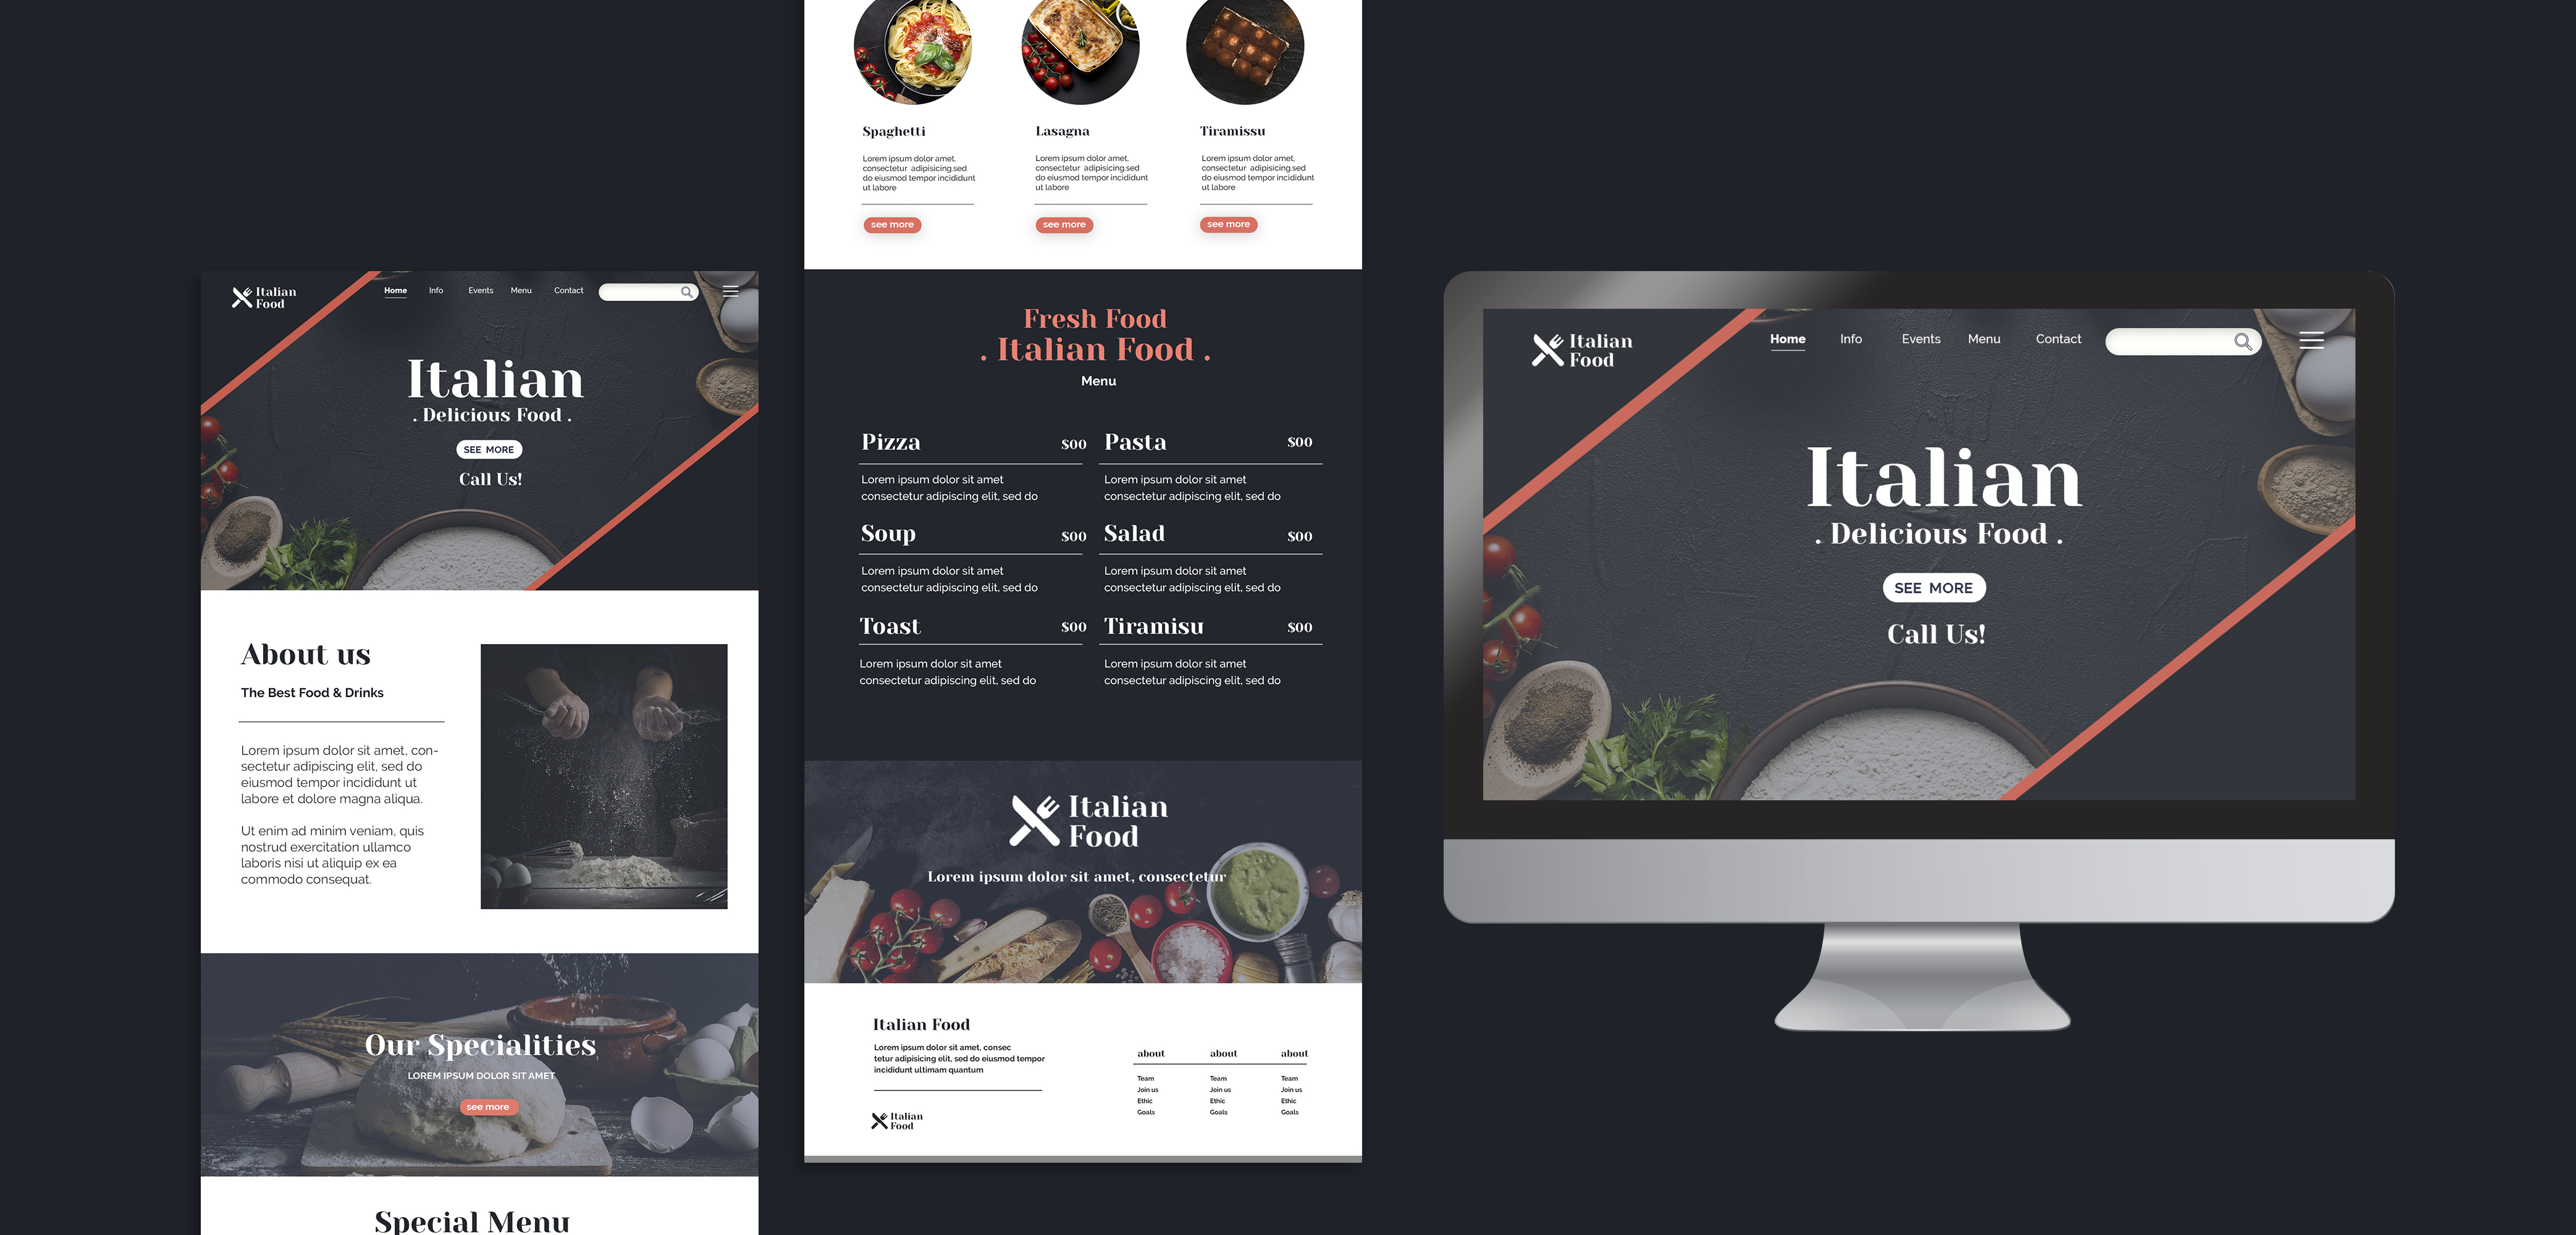 Italian
Food
Home Info Events Menu Contact
Italian
. Delicious Food .
SEE MORE
Call Us!
About us
The Best Food & Drinks
Lorem ipsum dolor sit amet, con-
sectetur adipiscing elit, sed do
eiusmod tempor incididunt ut
labore et dolore magna aliqua.
Ut enim ad minim veniam, quis
nostrud exercitation ullamco
laboris nisi ut aliquip ex ea
commodo consequat.
Our Specialities
LOREM IPSUM DOLOR SIT AMET
see more
Special Menu
Spaghetti
Lorem ipsum dolor amet,
consectetur adipisicing.sed
do eiusmod tempor incididunt
ut labore
see more
Lasagna
Lorem ipsum dolor amet,
consectetur adipisicing.sed
do eiusmod tempor incididunt
ut labore
see more
Tiramissu
Lorem ipsum dolor amet,
consectetur adipisicing.sed
do eiusmod tempor incididunt
ut labore
see more
Fresh Food
. Italian Food .
Menu
Pizza $00
Lorem ipsum dolor sit amet
consectetur adipiscing elit, sed do
Pasta $00
Lorem ipsum dolor sit amet
consectetur adipiscing elit, sed do
Soup $00
Lorem ipsum dolor sit amet
consectetur adipiscing elit, sed do
Salad $00
Lorem ipsum dolor sit amet
consectetur adipiscing elit, sed do
Toast $00
Lorem ipsum dolor sit amet
consectetur adipiscing elit, sed do
Tiramisu $00
Lorem ipsum dolor sit amet
consectetur adipiscing elit, sed do
Italian
Food
Lorem ipsum dolor sit amet, consectetur
Italian Food
Lorem ipsum dolor sit amet, consec
tetur adipisicing elit, sed do eiusmod tempor
incididunt ultimam quantum
Italian
Food
about
Team
Join us
Ethic
Goals
about
Team
Join us
Ethic
Goals
about
Team
Join us
Ethic
Goals
Italian
Food
Home Info Events Menu Contact
Italian
. Delicious Food .
SEE MORE
Call Us!